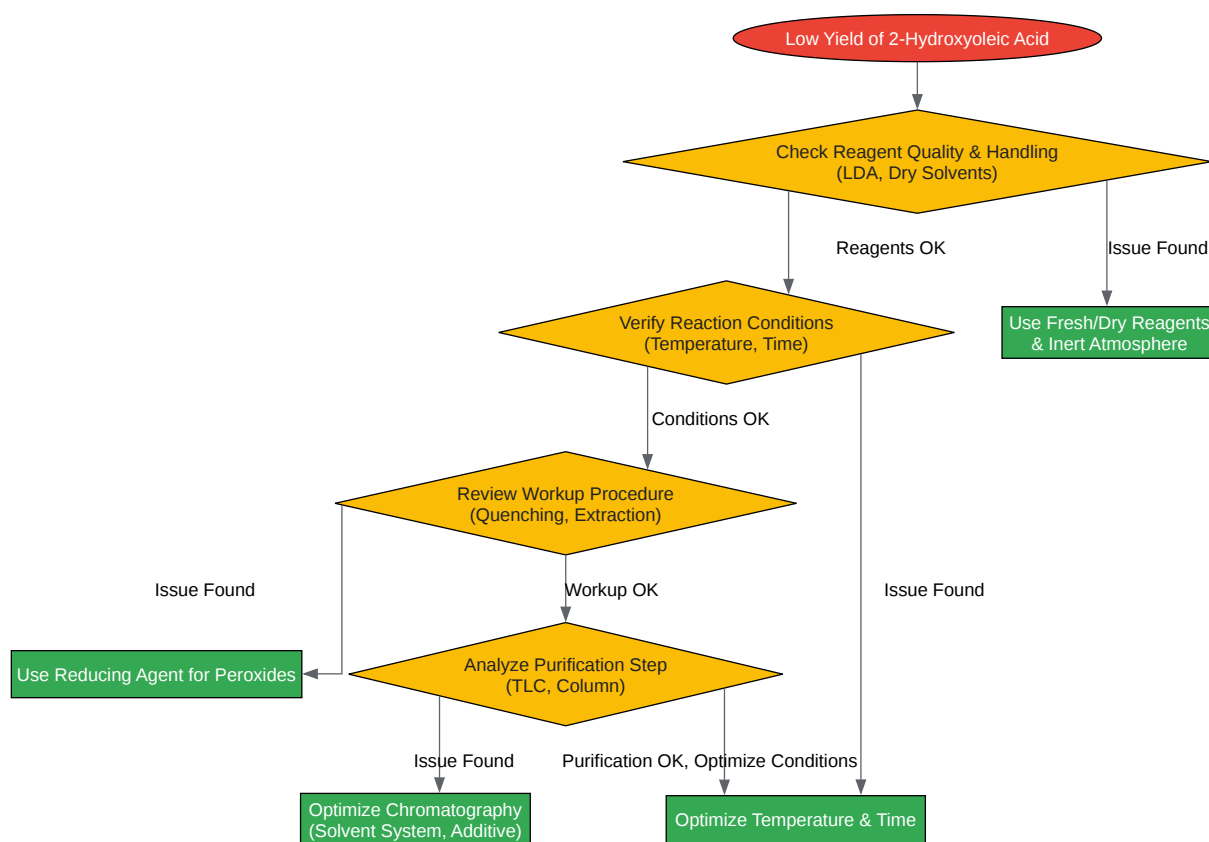 Low Yield of 2-Hydroxyoleic Acid
Check Reagent Quality & Handling
(LDA, Dry Solvents)
Reagents OK
Issue Found
Verify Reaction Conditions
(Temperature, Time)
Use Fresh/Dry Reagents
& Inert Atmosphere
Conditions OK
Review Workup Procedure
(Quenching, Extraction)
Issue Found
Workup OK
Issue Found
Use Reducing Agent for Peroxides
Analyze Purification Step
(TLC, Column)
Issue Found
Purification OK, Optimize Conditions
Optimize Chromatography
(Solvent System, Additive)
Optimize Temperature & Time